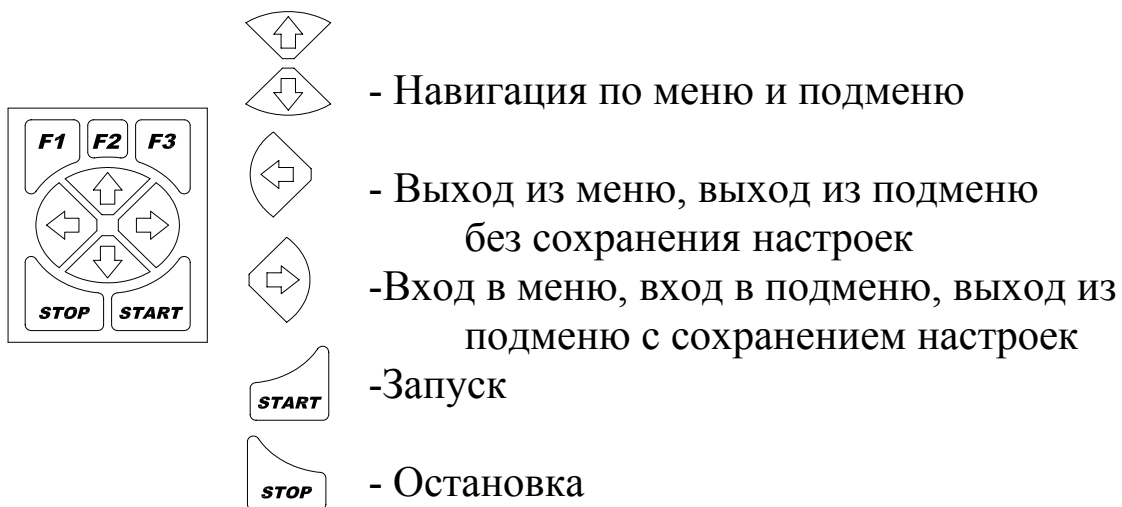 - Навигация по меню и подменю
F1 F2 F3
- Выход из меню, выход из подменю
без сохранения настроек
-Вход в меню, вход в подменю, выход из
STOP START
подменю с сохранением настроек
START
-Запуск
STOP
- Остановка